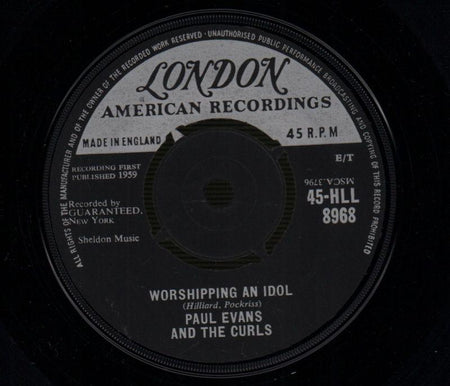 ALL RIGHTS OF THE MANUFACTURER AND OF THE OWNER OF THE RECORDED WORK RESERVED · UNAUTHORISED PUBLIC PERFORMANCE BROADCASTING AND COPYING OF THIS RECORD PROHIBITED
LONDON
AMERICAN RECORDINGS
MADE IN ENGLAND
45 R.P.M
E/T
RECORDING FIRST
PUBLISHED 1959
MSCA.3796
45-HLL
8968
Recorded by
GUARANTEED,
NEW YORK
Sheldon Music
WORSHIPPING AN IDOL
(Hilliard, Pockriss)
PAUL EVANS
AND THE CURLS